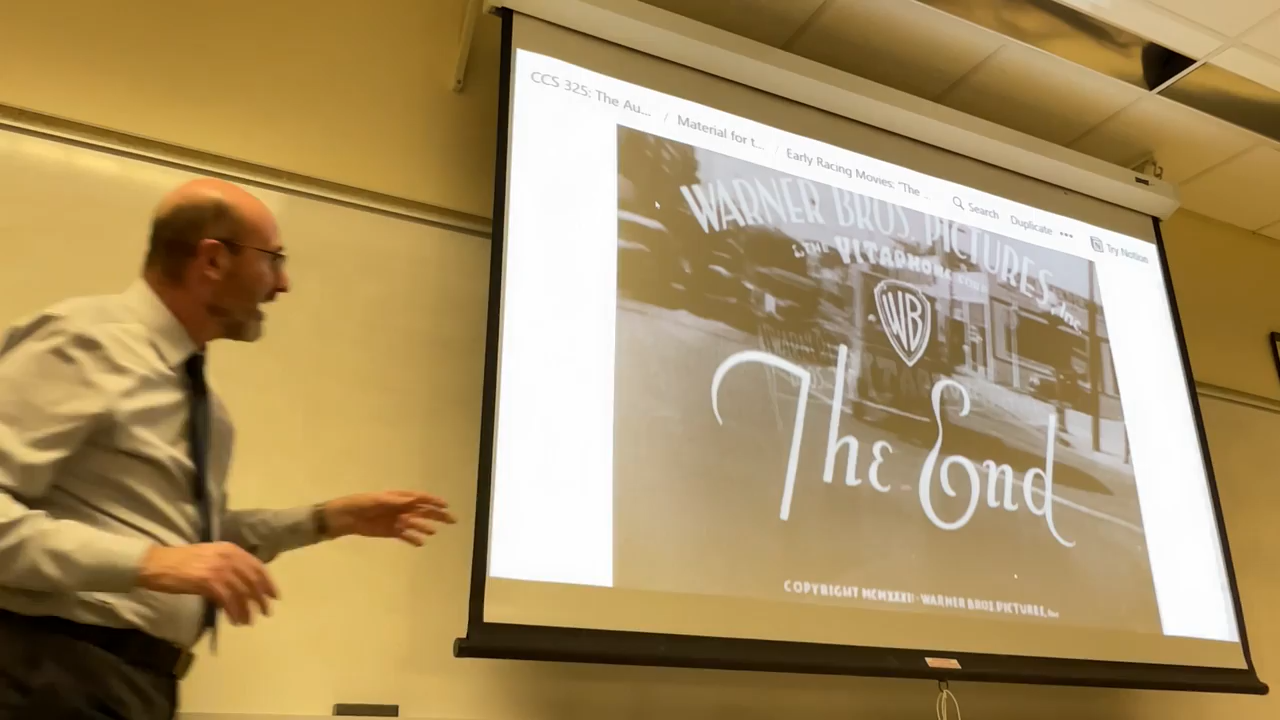 CCS 325: The Au... / Material for t... / Early Racing Movies: "The ... Search Duplicate ••• Try Notion
WARNER BROS. PICTURES, Inc
& THE VITAPHONE
WB
The End
COPYRIGHT MCMXXXII - WARNER BROS. PICTURES, Inc